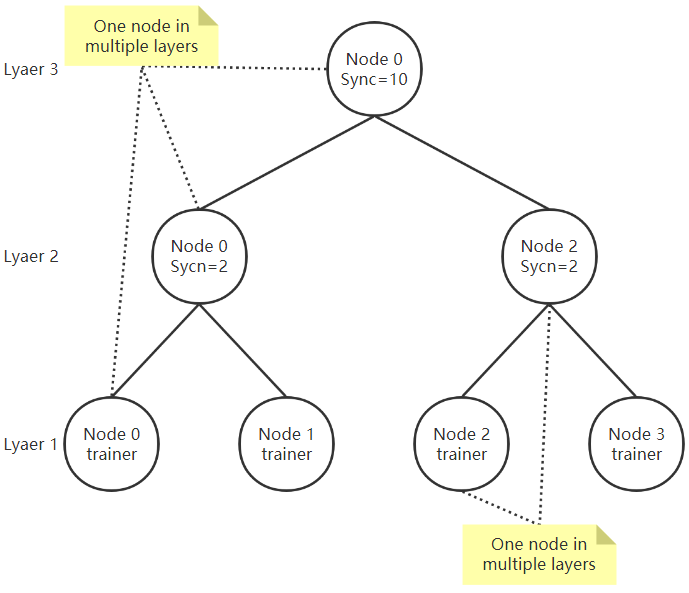 One node in
multiple layers
Lyaer 3
Node 0
Sync=10
Lyaer 2
Node 0
Sycn=2
Node 2
Sycn=2
Lyaer 1
Node 0
trainer
Node 1
trainer
Node 2
trainer
Node 3
trainer
One node in
multiple layers